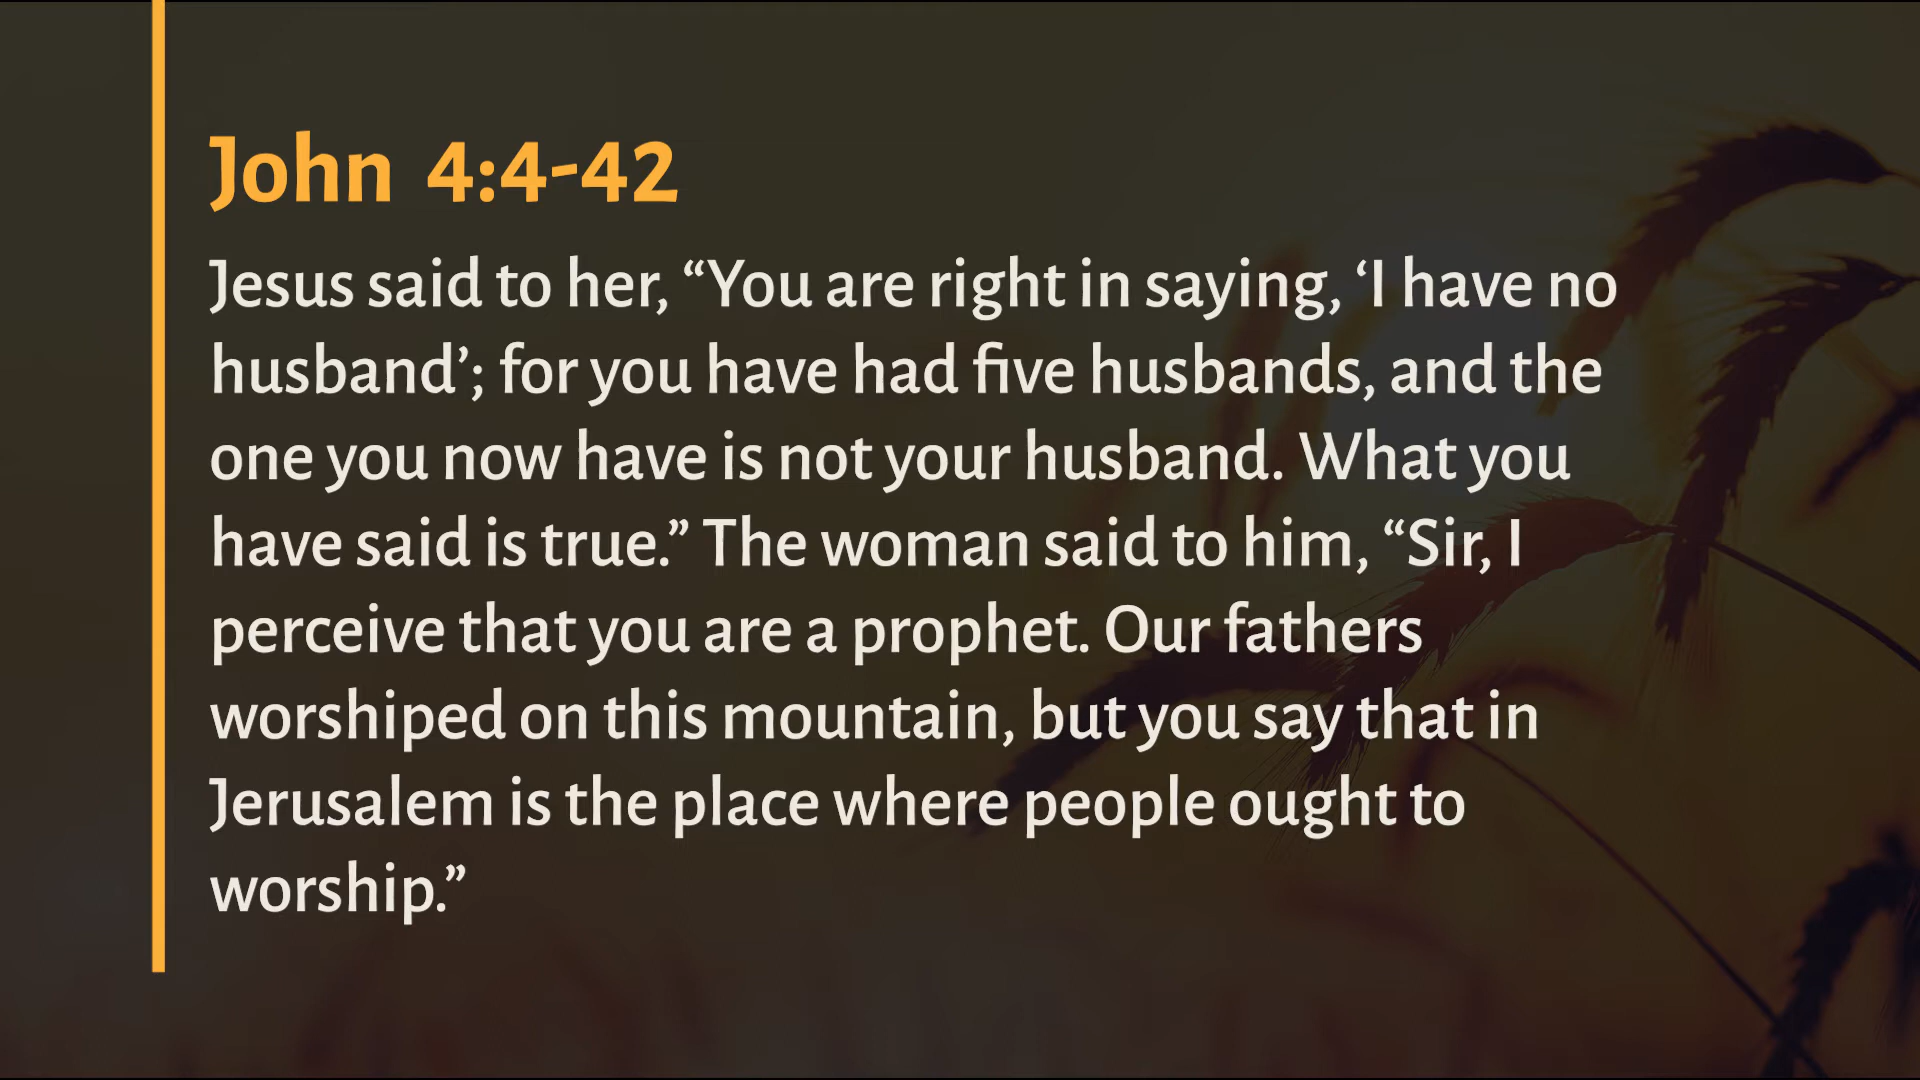 John 4:4-42
Jesus said to her, “You are right in saying, ‘I have no
husband’; for you have had five husbands, and the
one you now have is not your husband. What you
have said is true.” The woman said to him, “Sir, I
perceive that you are a prophet. Our fathers
worshiped on this mountain, but you say that in
Jerusalem is the place where people ought to
worship.”